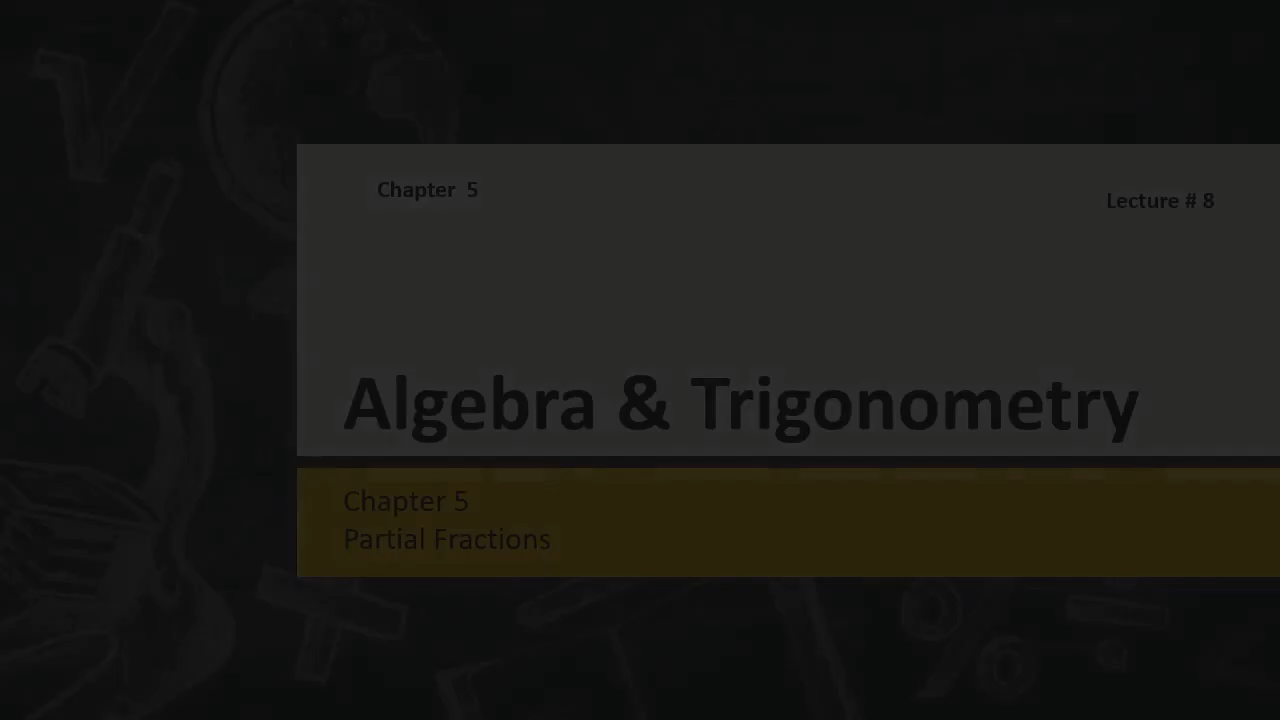 Chapter 5
Lecture # 8
Algebra & Trigonometry
Chapter 5
Partial Fractions